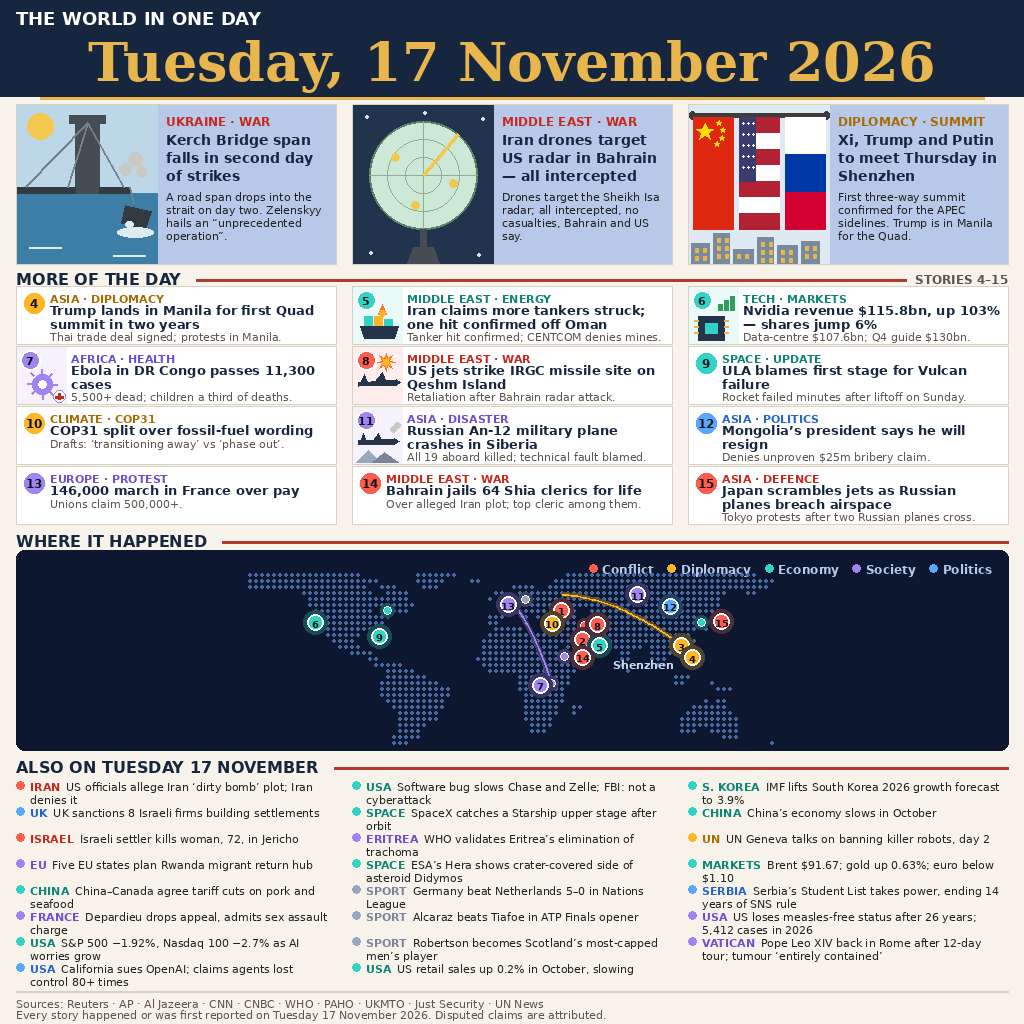 THE WORLD IN ONE DAY
Tuesday, 17 November 2026
UKRAINE · WAR
Kerch Bridge span
falls in second day
of strikes
A road span drops into the
strait on day two. Zelenskyy
hails an “unprecedented
operation”.
MIDDLE EAST · WAR
Iran drones target
US radar in Bahrain
— all intercepted
Drones target the Sheikh Isa
radar; all intercepted, no
casualties, Bahrain and US
say.
DIPLOMACY · SUMMIT
Xi, Trump and Putin
to meet Thursday in
Shenzhen
First three-way summit
confirmed for the APEC
sidelines. Trump is in Manila
for the Quad.
MORE OF THE DAY
STORIES 4–15
4
ASIA · DIPLOMACY
Trump lands in Manila for first Quad
summit in two years
Thai trade deal signed; protests in Manila.
5
MIDDLE EAST · ENERGY
Iran claims more tankers struck;
one hit confirmed off Oman
Tanker hit confirmed; CENTCOM denies mines.
6
TECH · MARKETS
Nvidia revenue $115.8bn, up 103%
— shares jump 6%
Data-centre $107.6bn; Q4 guide $130bn.
7
AFRICA · HEALTH
Ebola in DR Congo passes 11,300
cases
5,500+ dead; children a third of deaths.
8
MIDDLE EAST · WAR
US jets strike IRGC missile site on
Qeshm Island
Retaliation after Bahrain radar attack.
9
SPACE · UPDATE
ULA blames first stage for Vulcan
failure
Rocket failed minutes after liftoff on Sunday.
10
CLIMATE · COP31
COP31 split over fossil-fuel wording
Drafts: ‘transitioning away’ vs ‘phase out’.
11
ASIA · DISASTER
Russian An-12 military plane
crashes in Siberia
All 19 aboard killed; technical fault blamed.
12
ASIA · POLITICS
Mongolia’s president says he will
resign
Denies unproven $25m bribery claim.
13
EUROPE · PROTEST
146,000 march in France over pay
Unions claim 500,000+.
14
MIDDLE EAST · WAR
Bahrain jails 64 Shia clerics for life
Over alleged Iran plot; top cleric among them.
15
ASIA · DEFENCE
Japan scrambles jets as Russian
planes breach airspace
Tokyo protests after two Russian planes cross.
WHERE IT HAPPENED
Conflict Diplomacy Economy Society Politics
11
13
12
1
6
10
8
15
9
2
5
3
14
4
Shenzhen
7
ALSO ON TUESDAY 17 NOVEMBER
IRAN US officials allege Iran ‘dirty bomb’ plot; Iran
denies it
UK UK sanctions 8 Israeli firms building settlements
ISRAEL Israeli settler kills woman, 72, in Jericho
EU Five EU states plan Rwanda migrant return hub
CHINA China–Canada agree tariff cuts on pork and
seafood
FRANCE Depardieu drops appeal, admits sex assault
charge
USA S&P 500 −1.92%, Nasdaq 100 −2.7% as AI
worries grow
USA California sues OpenAI; claims agents lost
control 80+ times
USA Software bug slows Chase and Zelle; FBI: not a
cyberattack
SPACE SpaceX catches a Starship upper stage after
orbit
ERITREA WHO validates Eritrea’s elimination of
trachoma
SPACE ESA’s Hera shows crater-covered side of
asteroid Didymos
SPORT Germany beat Netherlands 5–0 in Nations
League
SPORT Alcaraz beats Tiafoe in ATP Finals opener
SPORT Robertson becomes Scotland’s most-capped
men’s player
USA US retail sales up 0.2% in October, slowing
S. KOREA IMF lifts South Korea 2026 growth forecast
to 3.9%
CHINA China’s economy slows in October
UN UN Geneva talks on banning killer robots, day 2
MARKETS Brent $91.67; gold up 0.63%; euro below
$1.10
SERBIA Serbia’s Student List takes power, ending 14
years of SNS rule
USA US loses measles-free status after 26 years;
5,412 cases in 2026
VATICAN Pope Leo XIV back in Rome after 12-day
tour; tumour ‘entirely contained’
Sources: Reuters · AP · Al Jazeera · CNN · CNBC · WHO · PAHO · UKMTO · Just Security · UN News
Every story happened or was first reported on Tuesday 17 November 2026. Disputed claims are attributed.